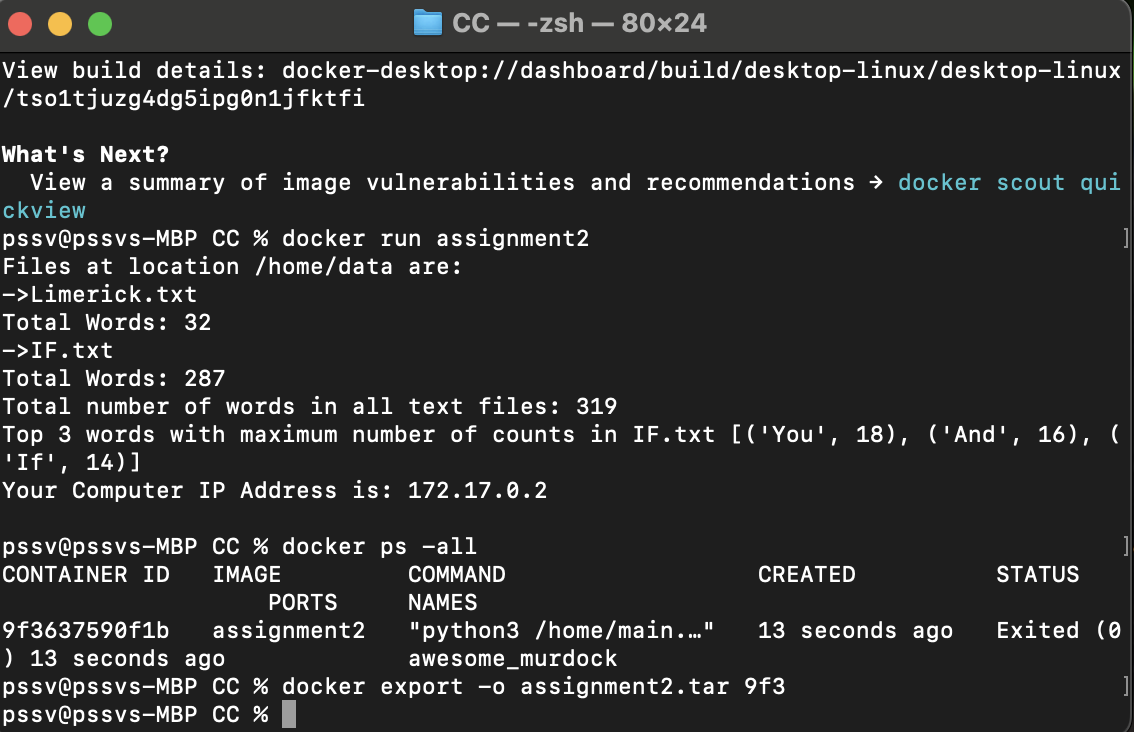 CC — -zsh — 80×24
View build details: docker-desktop://dashboard/build/desktop-linux/desktop-linux
/tso1tjuzg4dg5ipg0n1jfktfi
What's Next?
  View a summary of image vulnerabilities and recommendations → docker scout qui
ckview
pssv@pssvs-MBP CC % docker run assignment2                                      ]
Files at location /home/data are:
->Limerick.txt
Total Words: 32
->IF.txt
Total Words: 287
Total number of words in all text files: 319
Top 3 words with maximum number of counts in IF.txt [('You', 18), ('And', 16), (
'If', 14)]
Your Computer IP Address is: 172.17.0.2
pssv@pssvs-MBP CC % docker ps -all                                              ]
CONTAINER ID   IMAGE         COMMAND                  CREATED          STATUS
                   PORTS     NAMES
9f3637590f1b   assignment2   "python3 /home/main.…"   13 seconds ago   Exited (0
) 13 seconds ago             awesome_murdock
pssv@pssvs-MBP CC % docker export -o assignment2.tar 9f3                        ]
pssv@pssvs-MBP CC %